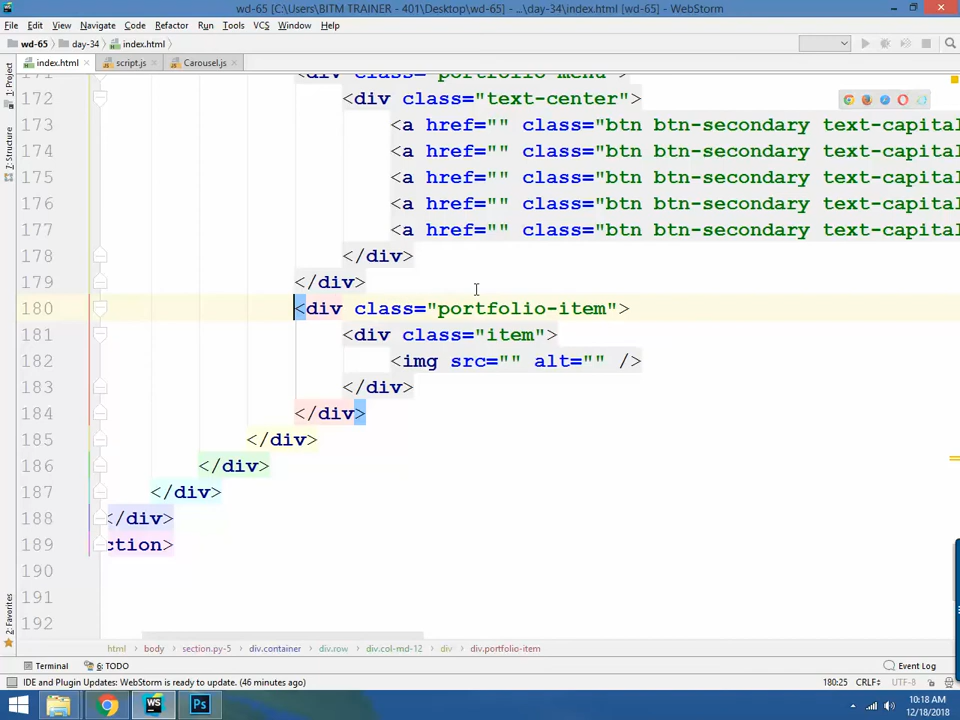 wd-65 [C:\Users\BITM TRAINER - 401\Desktop\wd-65] - ...\day-34\index.html [wd-65] - WebStorm
File Edit View Navigate Code Refactor Run Tools VCS Window Help
wd-65 day-34 index.html
index.html script.js Carousel.js
1: Project
7: Structure
2: Favorites
171 <div class="portfolio-menu">
172 <div class="text-center">
173 <a href="" class="btn btn-secondary text-capital
174 <a href="" class="btn btn-secondary text-capital
175 <a href="" class="btn btn-secondary text-capital
176 <a href="" class="btn btn-secondary text-capital
177 <a href="" class="btn btn-secondary text-capital
178 </div>
179 </div>
180 <div class="portfolio-item">
181 <div class="item">
182 <img src="" alt="" />
183 </div>
184 </div>
185 </div>
186 </div>
187 </div>
188 </div>
189 ction>
190
191
192
html body section.py-5 div.container div.row div.col-md-12 div div.portfolio-item
Terminal 6: TODO Event Log
IDE and Plugin Updates: WebStorm is ready to update. (46 minutes ago) 180:25 CRLF÷ UTF-8÷
WS Ps 10:18 AM
12/18/2018